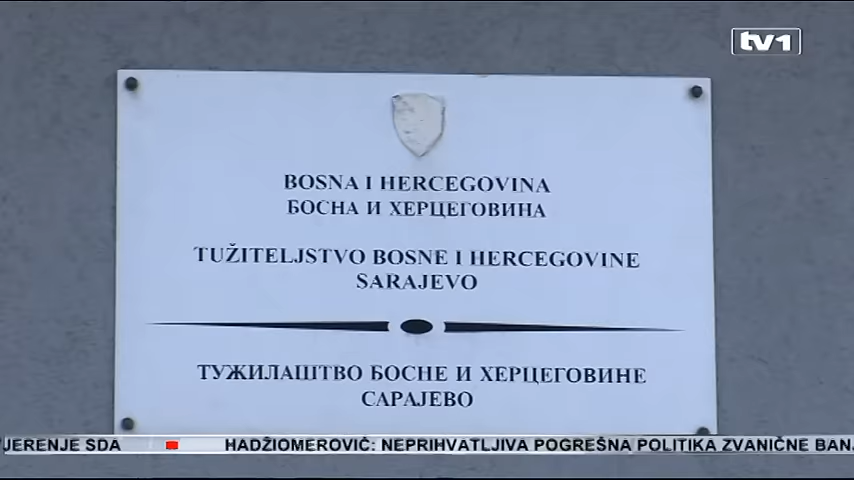 tv1
BOSNA I HERCEGOVINA
БОСНА И ХЕРЦЕГОВИНА
TUŽITELJSTVO BOSNE I HERCEGOVINE
SARAJEVO
ТУЖИЛАШТВО БОСНЕ И ХЕРЦЕГОВИНЕ
САРАЈЕВО
JERENJE SDA HADŽIOMEROVIĆ: NEPRIHVATLJIVA POGREŠNA POLITIKA ZVANIČNE BANJ